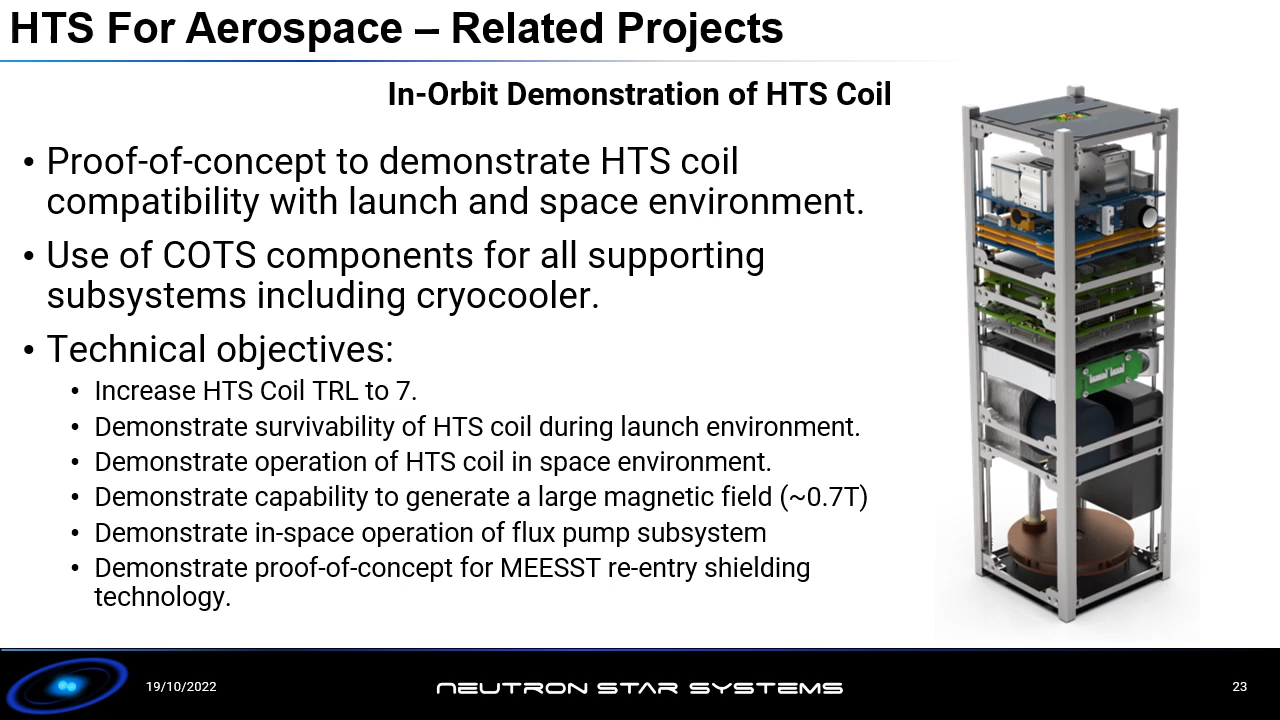 HTS For Aerospace – Related Projects
In-Orbit Demonstration of HTS Coil
• Proof-of-concept to demonstrate HTS coil
compatibility with launch and space environment.
• Use of COTS components for all supporting
subsystems including cryocooler.
• Technical objectives:
• Increase HTS Coil TRL to 7.
• Demonstrate survivability of HTS coil during launch environment.
• Demonstrate operation of HTS coil in space environment.
• Demonstrate capability to generate a large magnetic field (~0.7T)
• Demonstrate in-space operation of flux pump subsystem
• Demonstrate proof-of-concept for MEESST re-entry shielding
technology.
19/10/2022
NEUTRON STAR SYSTEMS
23